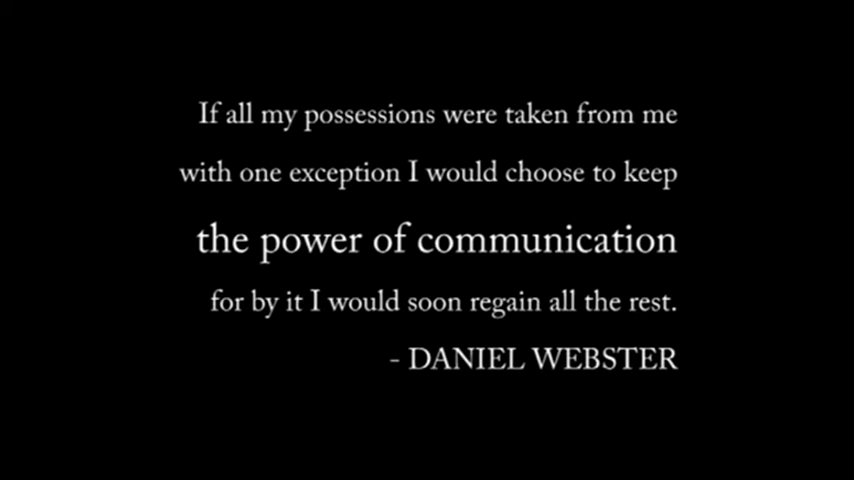 If all my possessions were taken from me
with one exception I would choose to keep
the power of communication
for by it I would soon regain all the rest.
- DANIEL WEBSTER